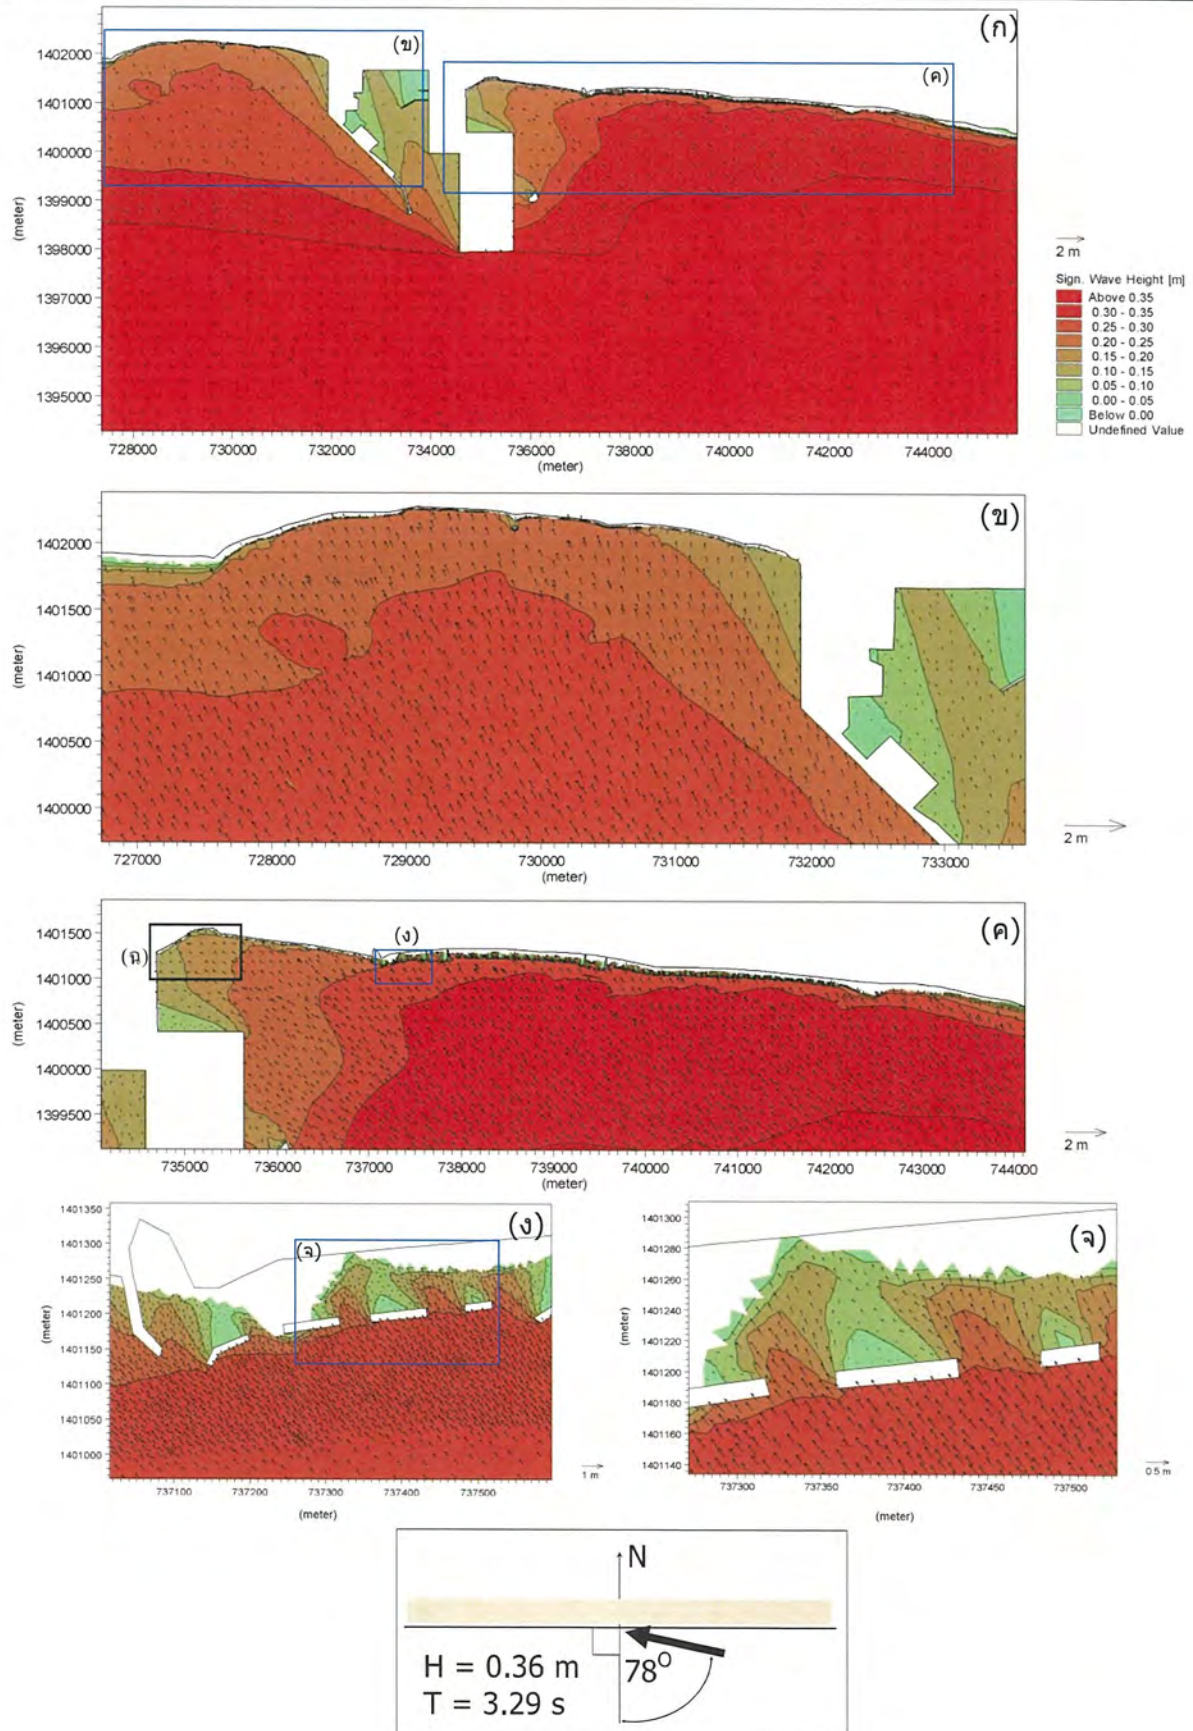 (ก)
(ข)
(ค)
1402000
1401000
1400000
1399000
1398000
1397000
1396000
1395000
(meter)
728000 730000 732000 734000 736000 738000 740000 742000 744000
(meter)
2 m
Sign. Wave Height [m]
Above 0.35
0.30 - 0.35
0.25 - 0.30
0.20 - 0.25
0.15 - 0.20
0.10 - 0.15
0.05 - 0.10
0.00 - 0.05
Below 0.00
Undefined Value
(ข)
1402000
1401500
1401000
1400500
1400000
(meter)
727000 728000 729000 730000 731000 732000 733000
(meter)
2 m
(ค)
(ง)
(ฉ)
1401500
1401000
1400500
1400000
1399500
(meter)
735000 736000 737000 738000 739000 740000 741000 742000 743000 744000
(meter)
2 m
(ง)
(จ)
1401350
1401300
1401250
1401200
1401150
1401100
1401050
1401000
(meter)
737100 737200 737300 737400 737500
(meter)
1 m
(จ)
1401300
1401280
1401260
1401240
1401220
1401200
1401180
1401160
1401140
(meter)
737300 737350 737400 737450 737500
(meter)
0.5 m
N
78°
H = 0.36 m
T = 3.29 s